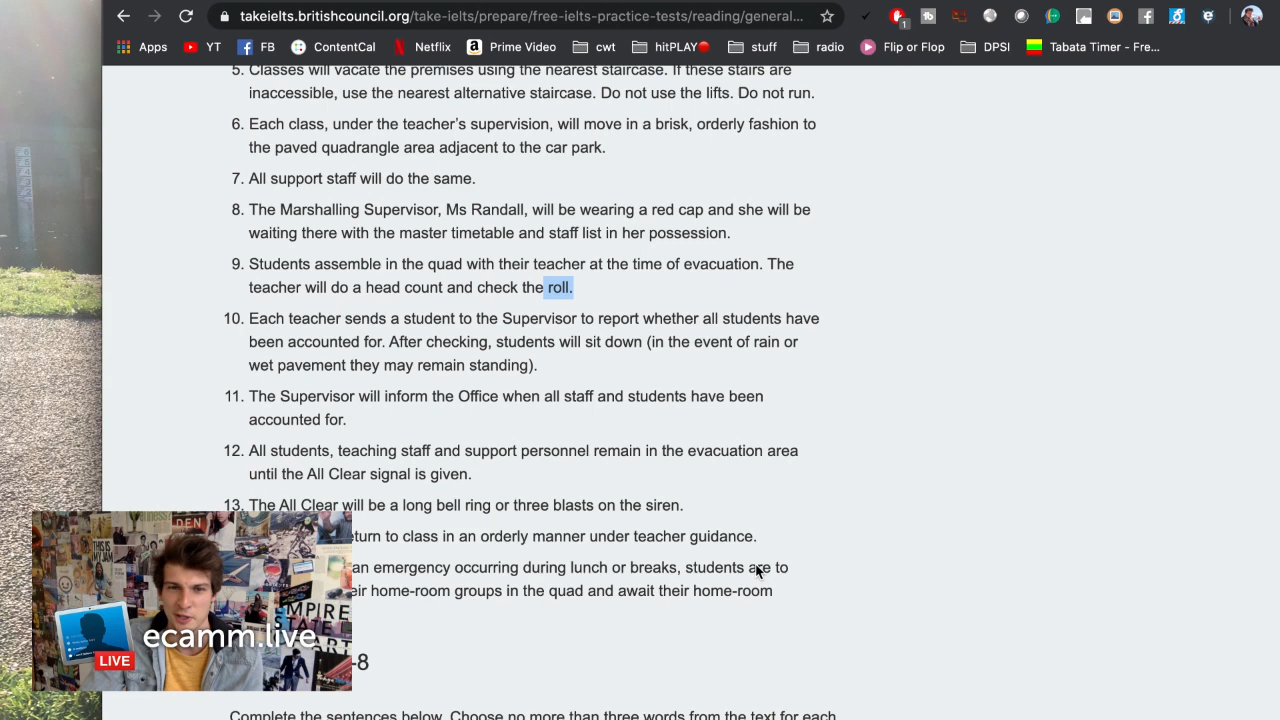 takeielts.britishcouncil.org/take-ielts/prepare/free-ielts-practice-tests/reading/general...
1
Apps YT FB ContentCal Netflix Prime Video cwt hitPLAY🔴 stuff radio Flip or Flop DPSI Tabata Timer - Fre...
5. Classes will vacate the premises using the nearest staircase. If these stairs are
inaccessible, use the nearest alternative staircase. Do not use the lifts. Do not run.
6. Each class, under the teacher’s supervision, will move in a brisk, orderly fashion to
the paved quadrangle area adjacent to the car park.
7. All support staff will do the same.
8. The Marshalling Supervisor, Ms Randall, will be wearing a red cap and she will be
waiting there with the master timetable and staff list in her possession.
9. Students assemble in the quad with their teacher at the time of evacuation. The
teacher will do a head count and check the roll.
10. Each teacher sends a student to the Supervisor to report whether all students have
been accounted for. After checking, students will sit down (in the event of rain or
wet pavement they may remain standing).
11. The Supervisor will inform the Office when all staff and students have been
accounted for.
12. All students, teaching staff and support personnel remain in the evacuation area
until the All Clear signal is given.
13. The All Clear will be a long bell ring or three blasts on the siren.
eturn to class in an orderly manner under teacher guidance.
an emergency occurring during lunch or breaks, students are to
eir home-room groups in the quad and await their home-room
DEN
THIS IS
MY JAM
EMPIRE
STATE
ecamm.live
LIVE
-8
Complete the sentences below. Choose no more than three words from the text for each